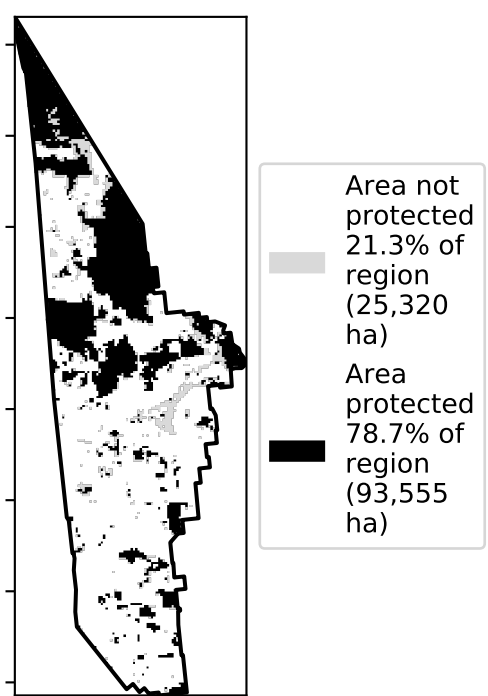 Area not
protected
21.3% of
region
(25,320
ha)
Area
protected
78.7% of
region
(93,555
ha)